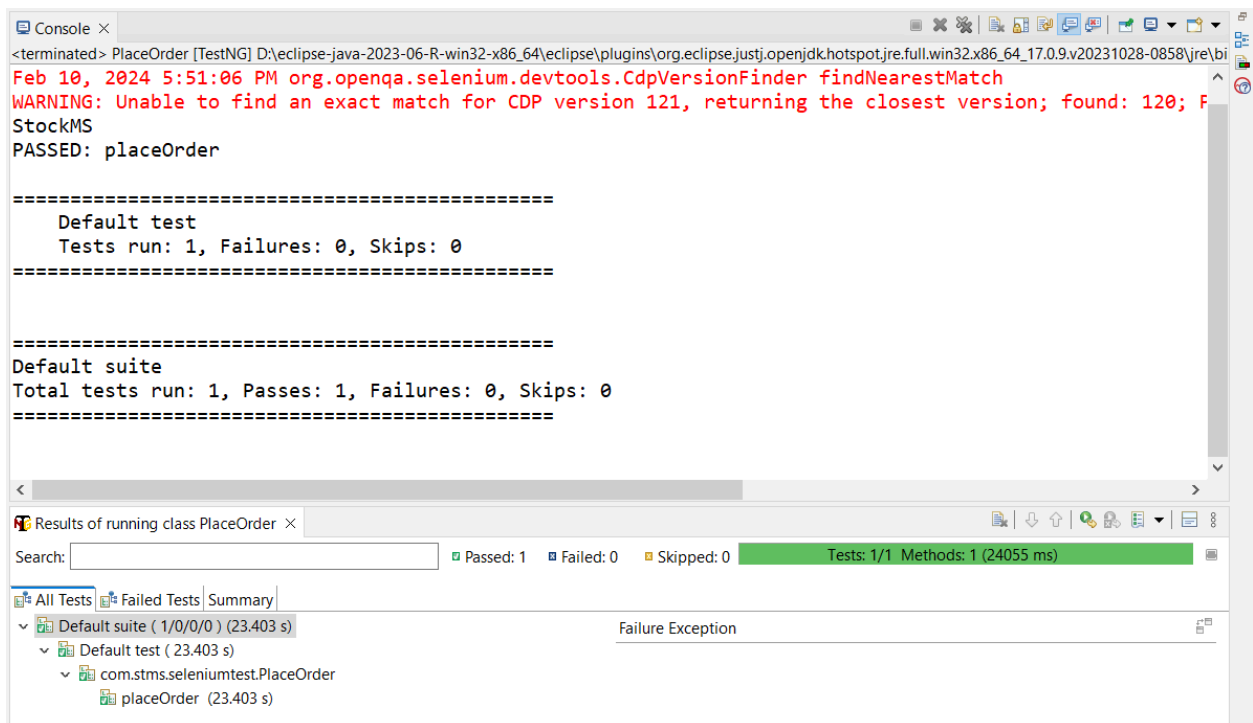 Console
<terminated> PlaceOrder [TestNG] D:\eclipse-java-2023-06-R-win32-x86_64\eclipse\plugins\org.eclipse.justj.openjdk.hotspot.jre.full.win32.x86_64_17.0.9.v20231028-0858\jre\bi
Feb 10, 2024 5:51:06 PM org.openqa.selenium.devtools.CdpVersionFinder findNearestMatch
WARNING: Unable to find an exact match for CDP version 121, returning the closest version; found: 120;
StockMS
PASSED: placeOrder
===============================================
Default test
Tests run: 1, Failures: 0, Skips: 0
===============================================
===============================================
Default suite
Total tests run: 1, Passes: 1, Failures: 0, Skips: 0
===============================================
Results of running class PlaceOrder
Search: Passed: 1 Failed: 0 Skipped: 0 Tests: 1/1 Methods: 1 (24055 ms)
All Tests Failed Tests Summary
Default suite ( 1/0/0/0 ) (23.403 s) Failure Exception
Default test ( 23.403 s)
com.stms.seleniumtest.PlaceOrder
placeOrder (23.403 s)